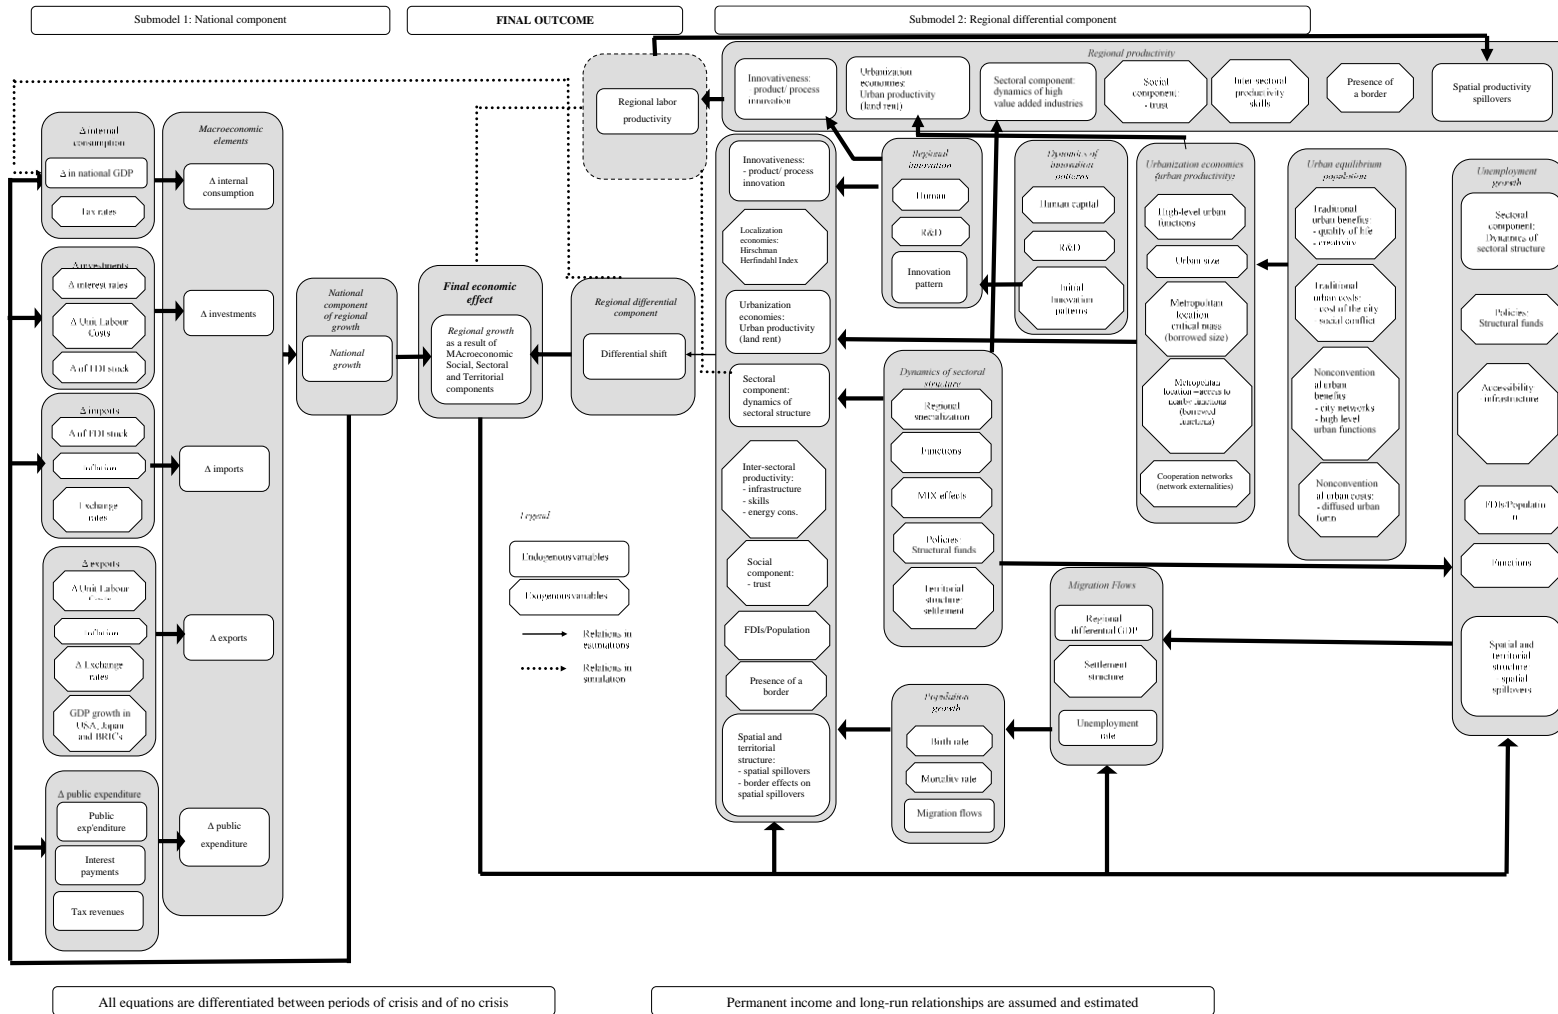 Submodel 1: National component
FINAL OUTCOME
Submodel 2: Regional differential component
Δ internal
consumption
Δ in national GDP
Tax rates
Δ investments
Δ interest rates
Δ Unit Labour
Costs
Δ of FDI stock
Δ imports
Δ of FDI stock
Inflation
Exchange
rates
Δ exports
Δ Unit Labour
Costs
Inflation
Δ Exchange
rates
GDP growth in
USA, Japan
and BRICs
Δ public expenditure
Public
exp'enditure
Interest
payments
Tax revenues
Macroeconomic
elements
Δ internal
consumption
Δ investments
Δ imports
Δ exports
Δ public
expenditure
National
component
of regional
growth
National
growth
Final economic
effect
Regional growth
as a result of
MAcroeconomic
Social, Sectoral
and Territorial
components
Regional differential
component
Differential shift
Regional labor
productivity
Legend
Endogenous variables
Exogenous variables
Relations in
estimations
Relations in
simulation
Regional productivity
Innovativeness:
- product/ process
innovation
Urbanization
economies:
Urban productivity
(land rent)
Sectoral component:
dynamics of high
value added industries
Social
component:
- trust
Inter-sectoral
productivity
skills
Presence of
a border
Spatial productivity
spillovers
Innovativeness:
- product/ process
innovation
Localization
economies:
Hirschman
Herfindahl Index
Urbanization
economies:
Urban productivity
(land rent)
Sectoral
component:
dynamics of
sectoral structure
Inter-sectoral
productivity:
- infrastructure
- skills
- energy cons.
Social
component:
- trust
FDIs/Population
Presence of a
border
Spatial and
territorial
structure:
- spatial spillovers
- border effects on
spatial spillovers
Regional
innovation
Human
R&D
Innovation
pattern
Dynamics of
innovation
patterns
Human capital
R&D
Initial
Innovation
patterns
Dynamics of sectoral
structure
Regional
specialization
Functions
MIX effects
Policies:
Structural funds
Territorial
structure:
settlement
Population
growth
Birth rate
Mortality rate
Migration flows
Migration Flows
Regional
differential GDP
Settlement
structure
Unemployment
rate
Urbanization economies
(urban productivity)
High-level urban
functions
Urban size
Metropolitan
location
critical mass
(borrowed size)
Metropolitan
location – access to
nearby functions
(borrowed
functions)
Cooperation networks
(network externalities)
Urban equilibrium
population
Traditional
urban benefits:
- quality of life
- creativity
Traditional
urban costs:
- cost of the city
social conflict
Nonconvention
al urban
benefits
- city networks
- high level
urban functions
Nonconvention
al urban costs:
- diffused urban
form
Unemployment
growth
Sectoral
component:
Dynamics of
sectoral structure
Policies:
Structural funds
Accessibility
infrastructure
FDIs/Populatio
n
Functions
Spatial and
territorial
structure:
- spatial
spillovers
All equations are differentiated between periods of crisis and of no crisis
Permanent income and long-run relationships are assumed and estimated